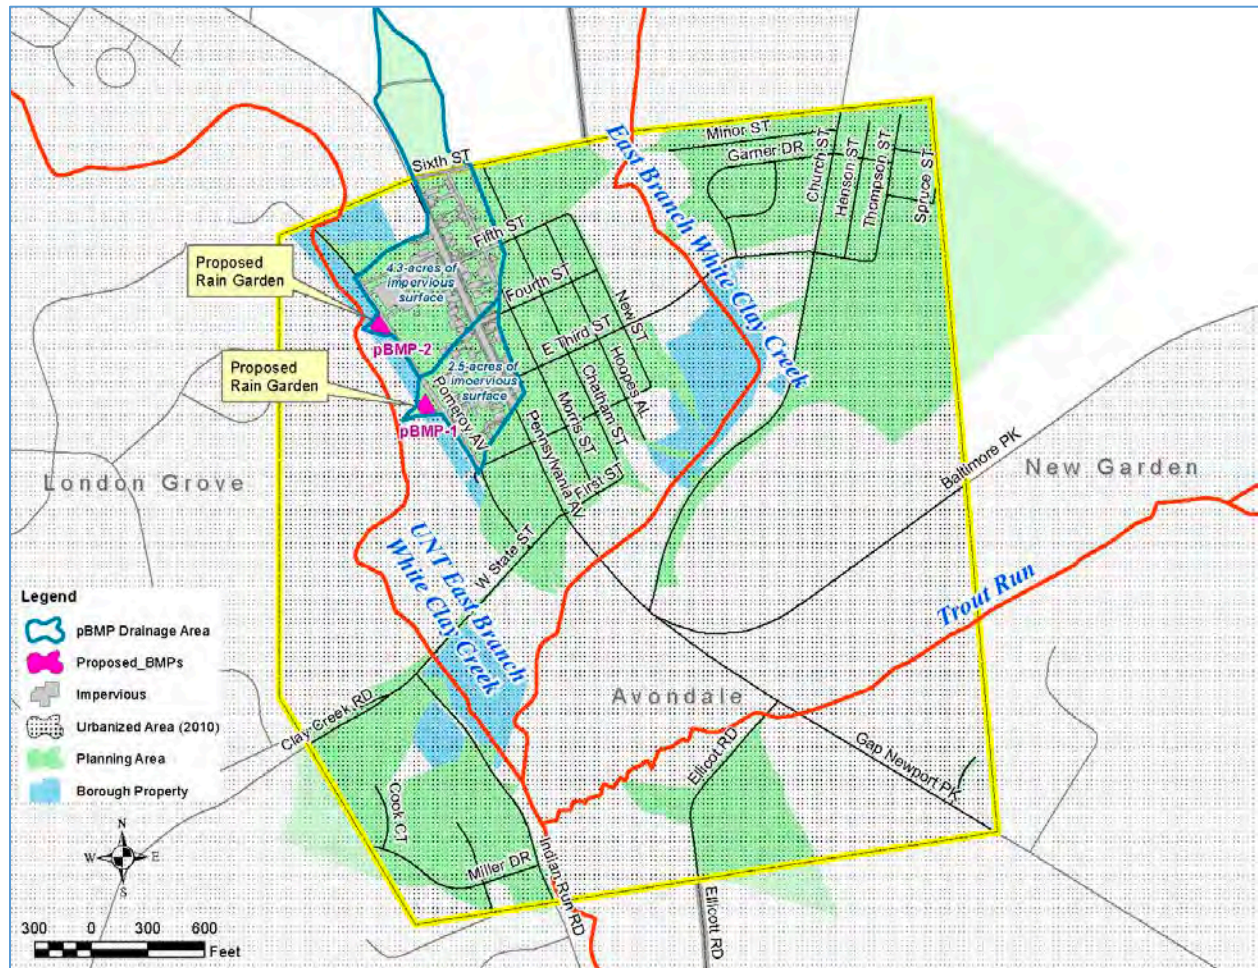 Sixth ST
Minor ST
Garner DR
Church ST
Henson ST
Thompson ST
Spruce ST
East Branch White Clay Creek
Fifth ST
Proposed
Rain Garden
4.3-acres of
impervious
surface
Fourth ST
New ST
pBMP-2
E Third ST
Hoopes AL
Proposed
Rain Garden
2.5-acres of
imoervious
surface
Chatham ST
Morris ST
Pomeroy AV
pBMP-1
Pennsylvania AV
First ST
Baltimore PK
New Garden
London Grove
W State ST
UNT East Branch
White Clay Creek
Trout Run
Avondale
Clay Creek RD
Ellicot RD
Gap Newport PK
Cook CT
Miller DR
Indian Run RD
Ellicott RD
Legend
pBMP Drainage Area
Proposed_BMPs
Impervious
Urbanized Area (2010)
Planning Area
Borough Property
N
W E
S
300 0 300 600
Feet